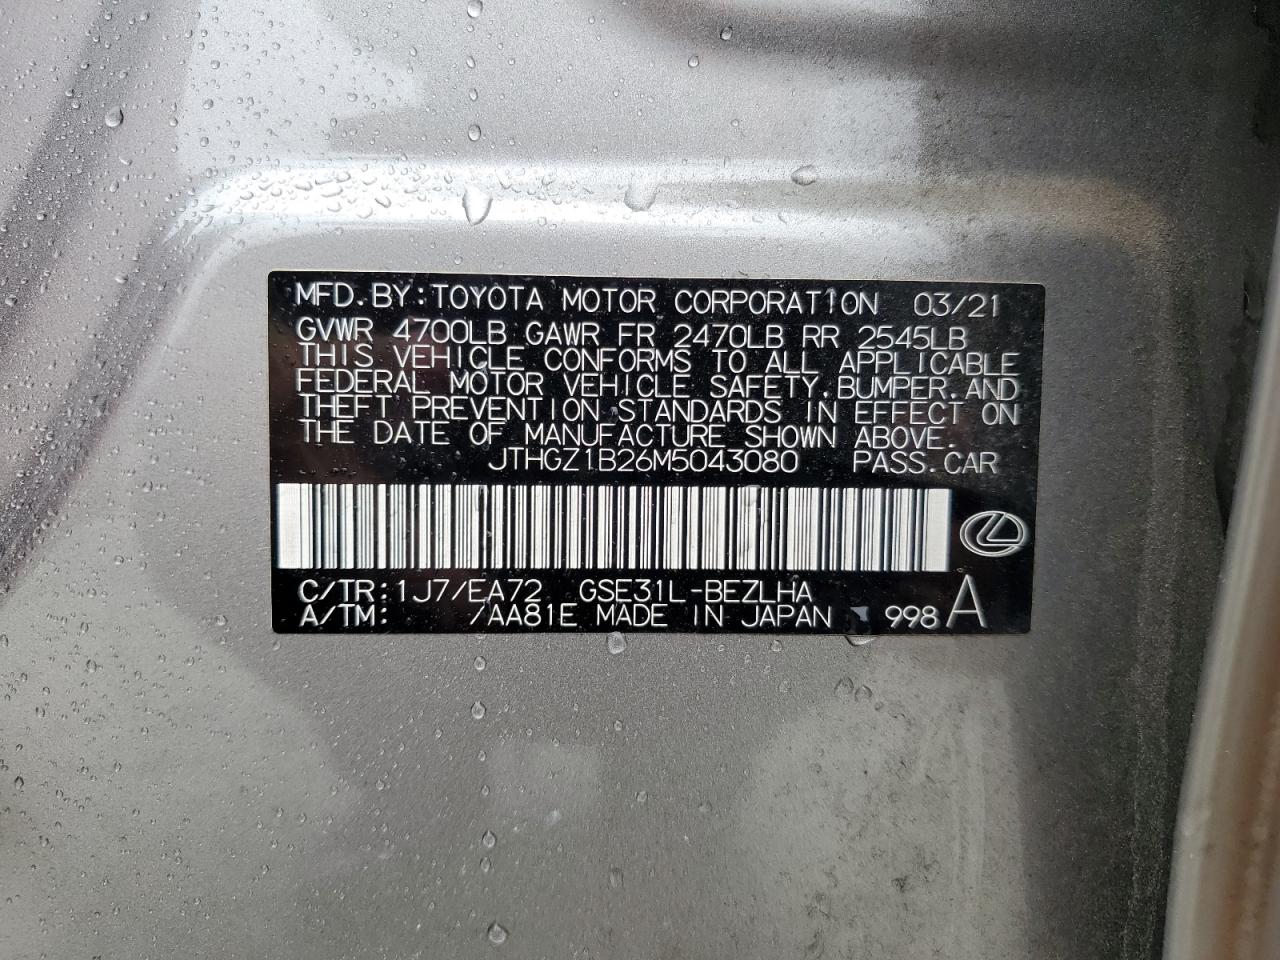 MFD. BY: TOYOTA MOTOR CORPORATION 03/21
GVWR 4700LB GAWR FR 2470LB RR 2545LB
THIS VEHICLE CONFORMS TO ALL APPLICABLE
FEDERAL MOTOR VEHICLE SAFETY, BUMPER, AND
THEFT PREVENTION STANDARDS IN EFFECT ON
THE DATE OF MANUFACTURE SHOWN ABOVE.
JTHGZ1B26M5043080 PASS. CAR
C/TR: 1J7/EA72 GSE31L-BEZLHA
A/TM: /AA81E MADE IN JAPAN 998 A